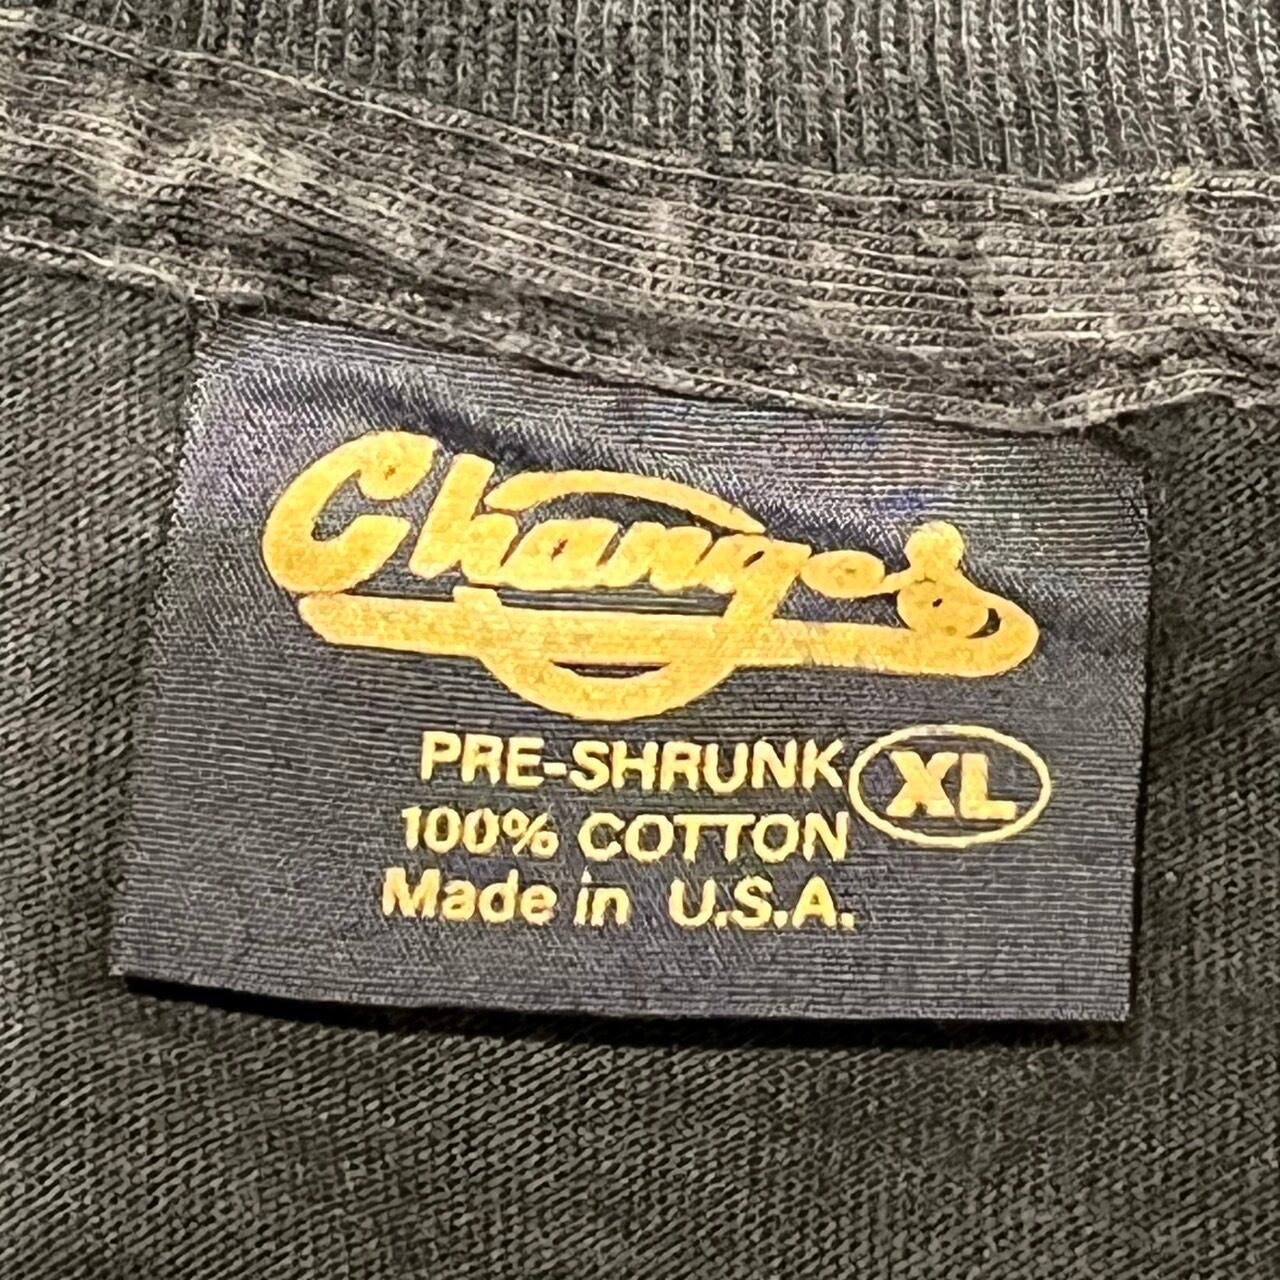 Changes
PRE-SHRUNK
100% COTTON
XL
Made in U.S.A.